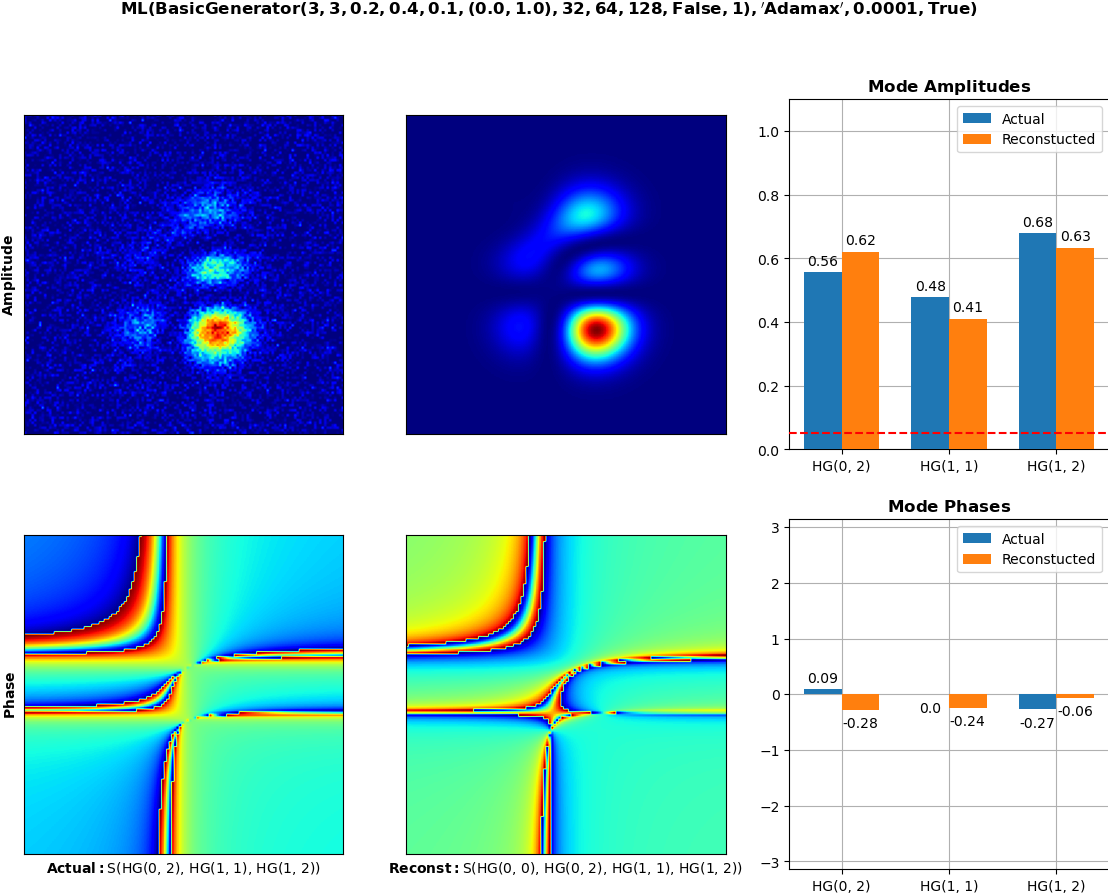 ML(BasicGenerator(3, 3, 0.2, 0.4, 0.1, (0.0, 1.0), 32, 64, 128, False, 1), ′Adamax′, 0.0001, True)
Amplitude
Mode Amplitudes
Actual
Reconstucted
1.0
0.8
0.6
0.4
0.2
0.0
0.56
0.62
0.48
0.41
0.68
0.63
HG(0, 2)
HG(1, 1)
HG(1, 2)
Phase
Actual: S(HG(0, 2), HG(1, 1), HG(1, 2))
Reconst: S(HG(0, 0), HG(0, 2), HG(1, 1), HG(1, 2))
Mode Phases
Actual
Reconstucted
3
2
1
0
−1
−2
−3
0.09
-0.28
0.0
-0.24
-0.27
-0.06
HG(0, 2)
HG(1, 1)
HG(1, 2)